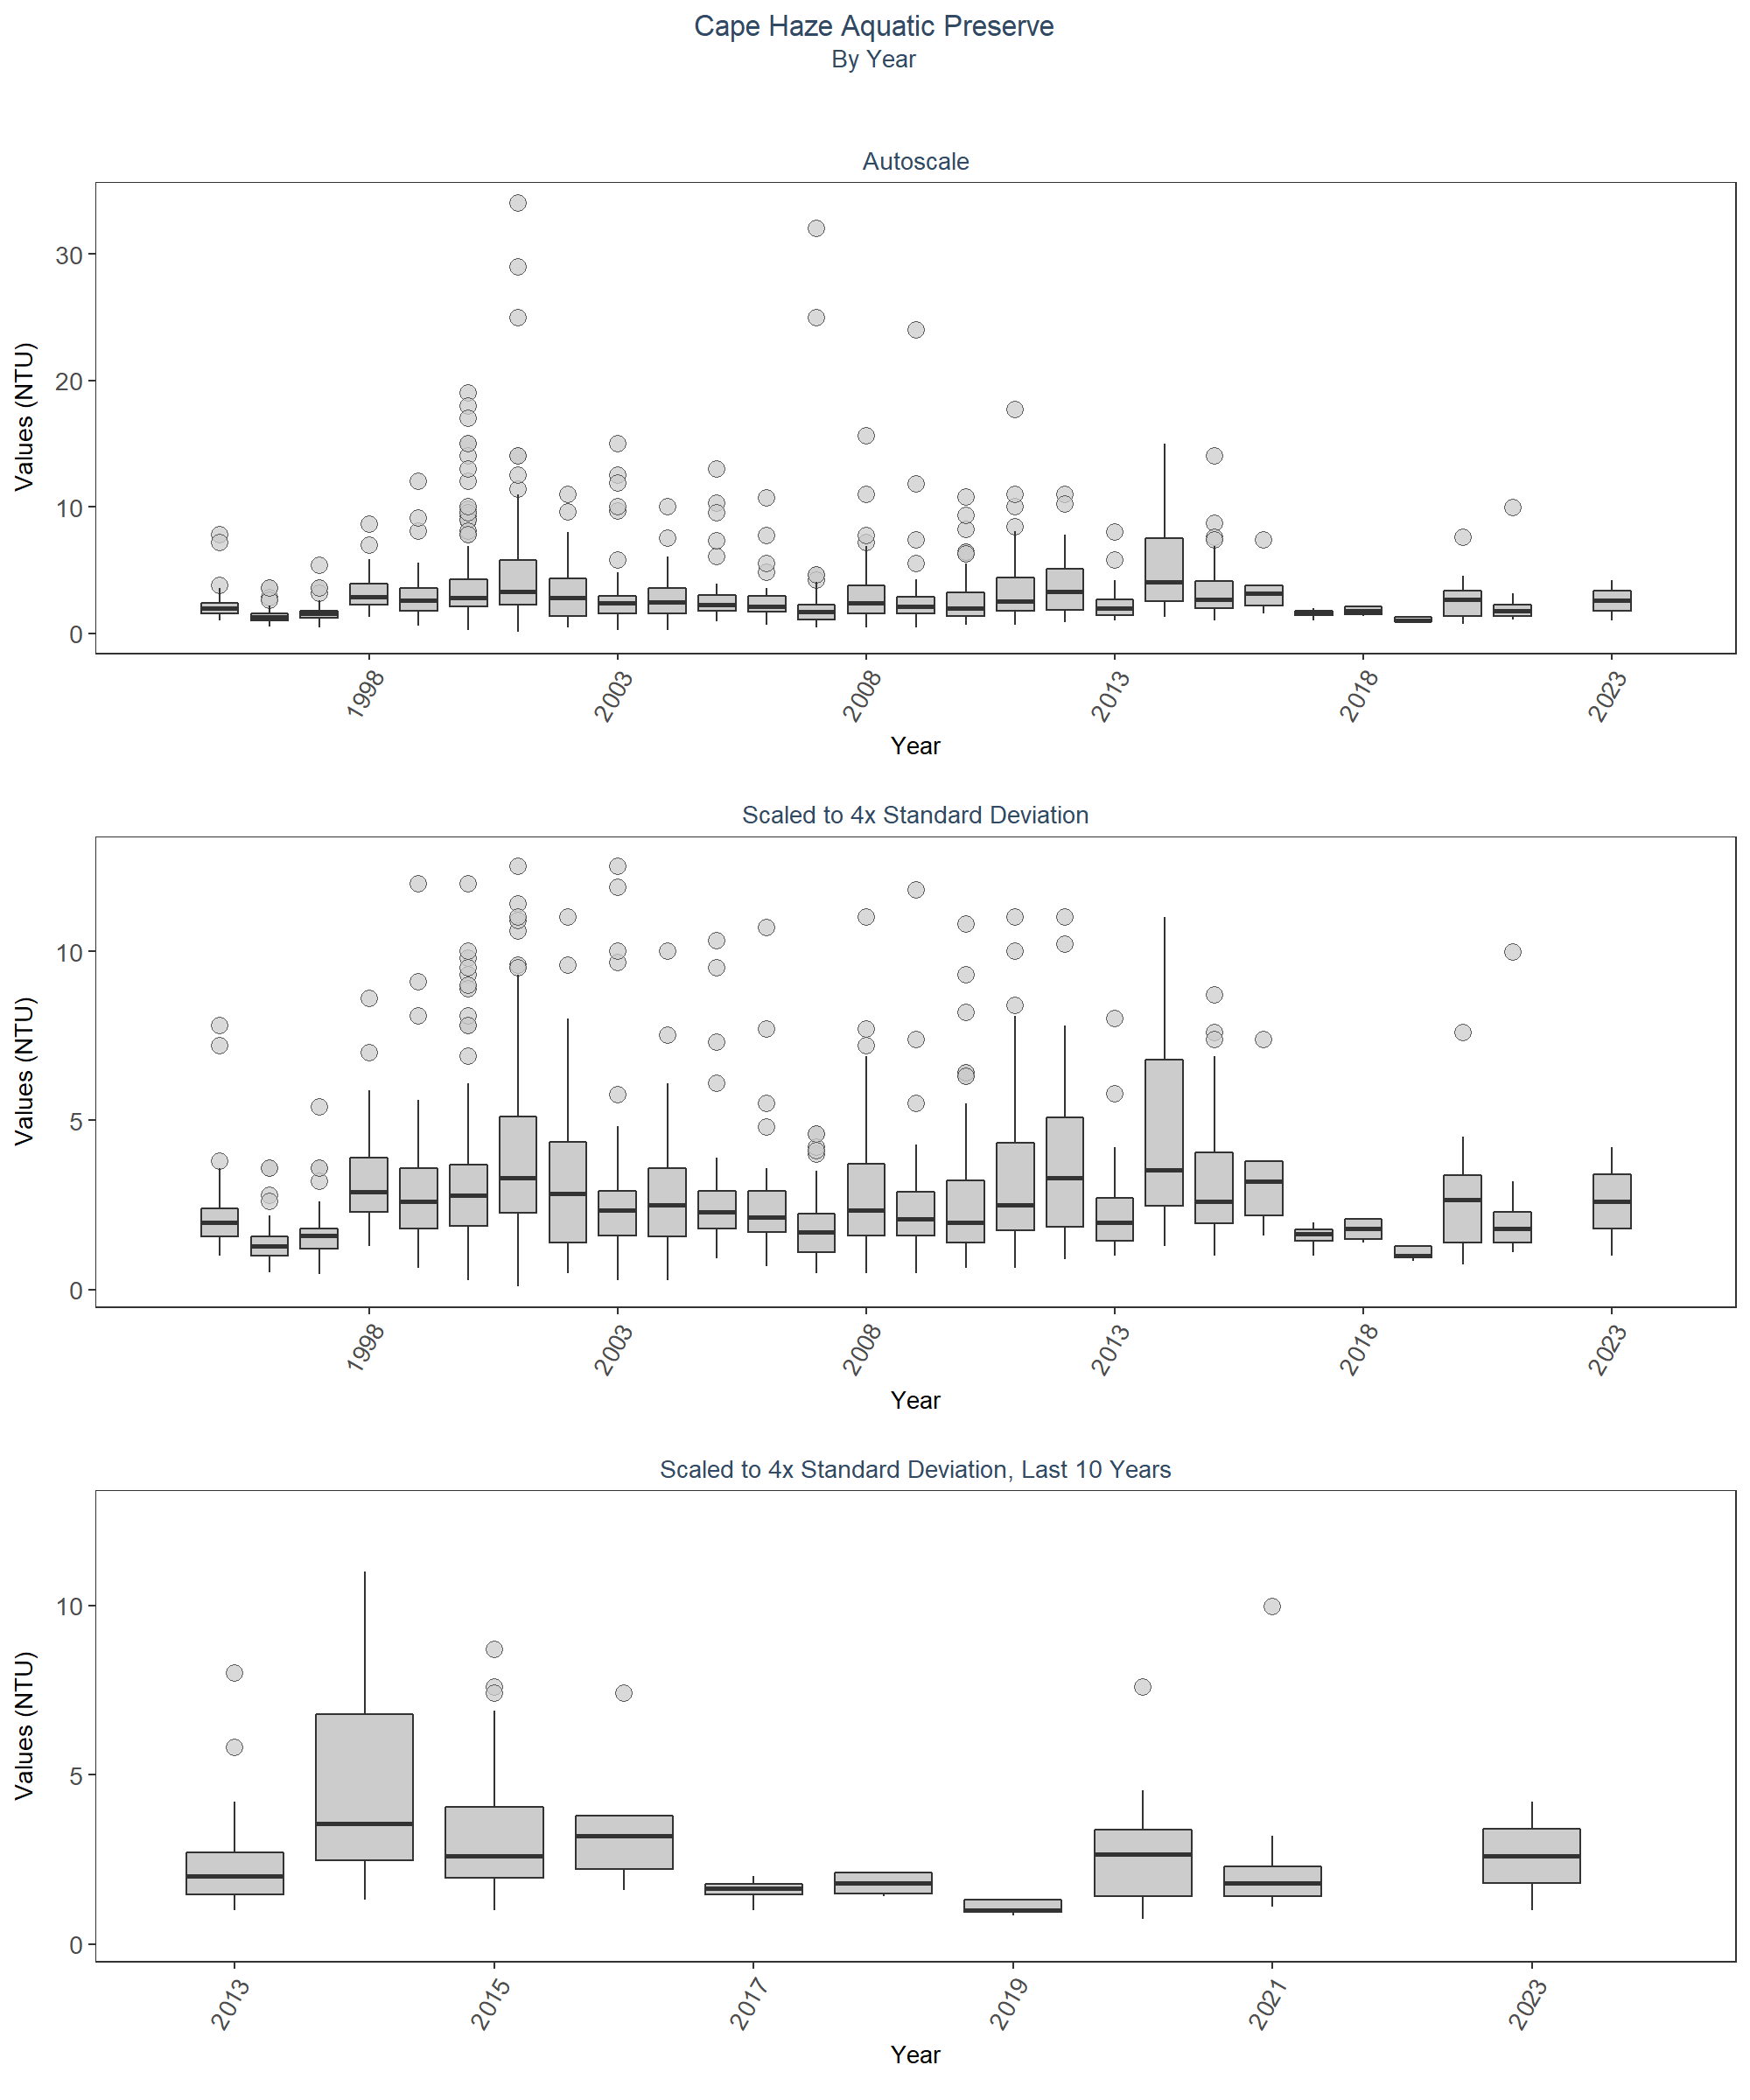 Cape Haze Aquatic Preserve
By Year
Autoscale
Values (NTU)
30
20
10
0
1998
2003
2008
2013
2018
2023
Year
Scaled to 4x Standard Deviation
Values (NTU)
10
5
0
1998
2003
2008
2013
2018
2023
Year
Scaled to 4x Standard Deviation, Last 10 Years
Values (NTU)
10
5
0
2013
2015
2017
2019
2021
2023
Year